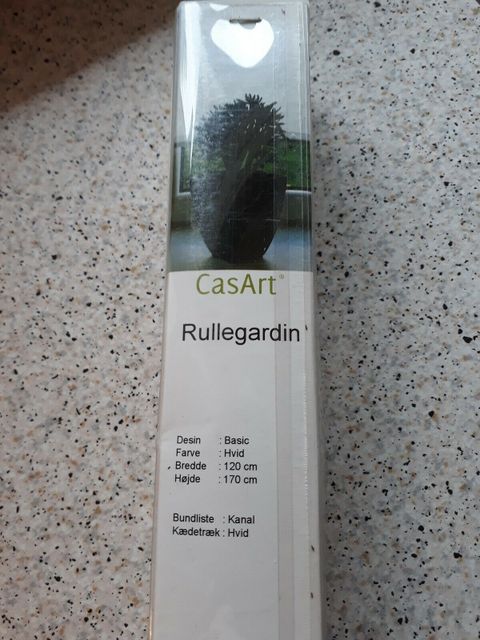 CasArt®
Rullegardin
Desin : Basic
Farve : Hvid
Bredde : 120 cm
Højde : 170 cm
Bundliste : Kanal
Kædetræk : Hvid